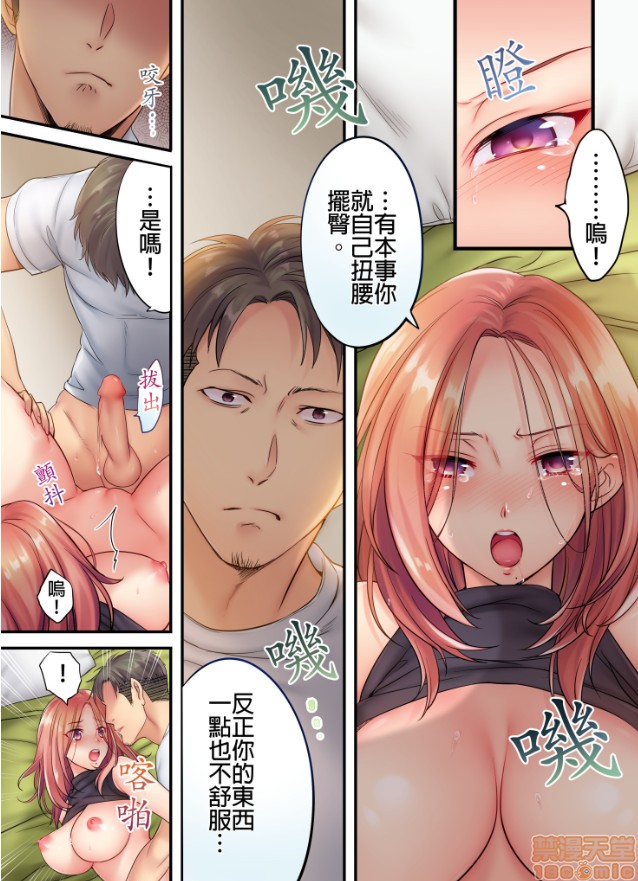 瞪
………嗚！
嘰
…有本事你
就自己扭腰
擺臀。
嘰
嘰
反正你的東西
一點也不舒服…
咬牙……
…是嗎！
拔出
顫抖
嗚！
！
喀
啪
禁漫天堂
18comic